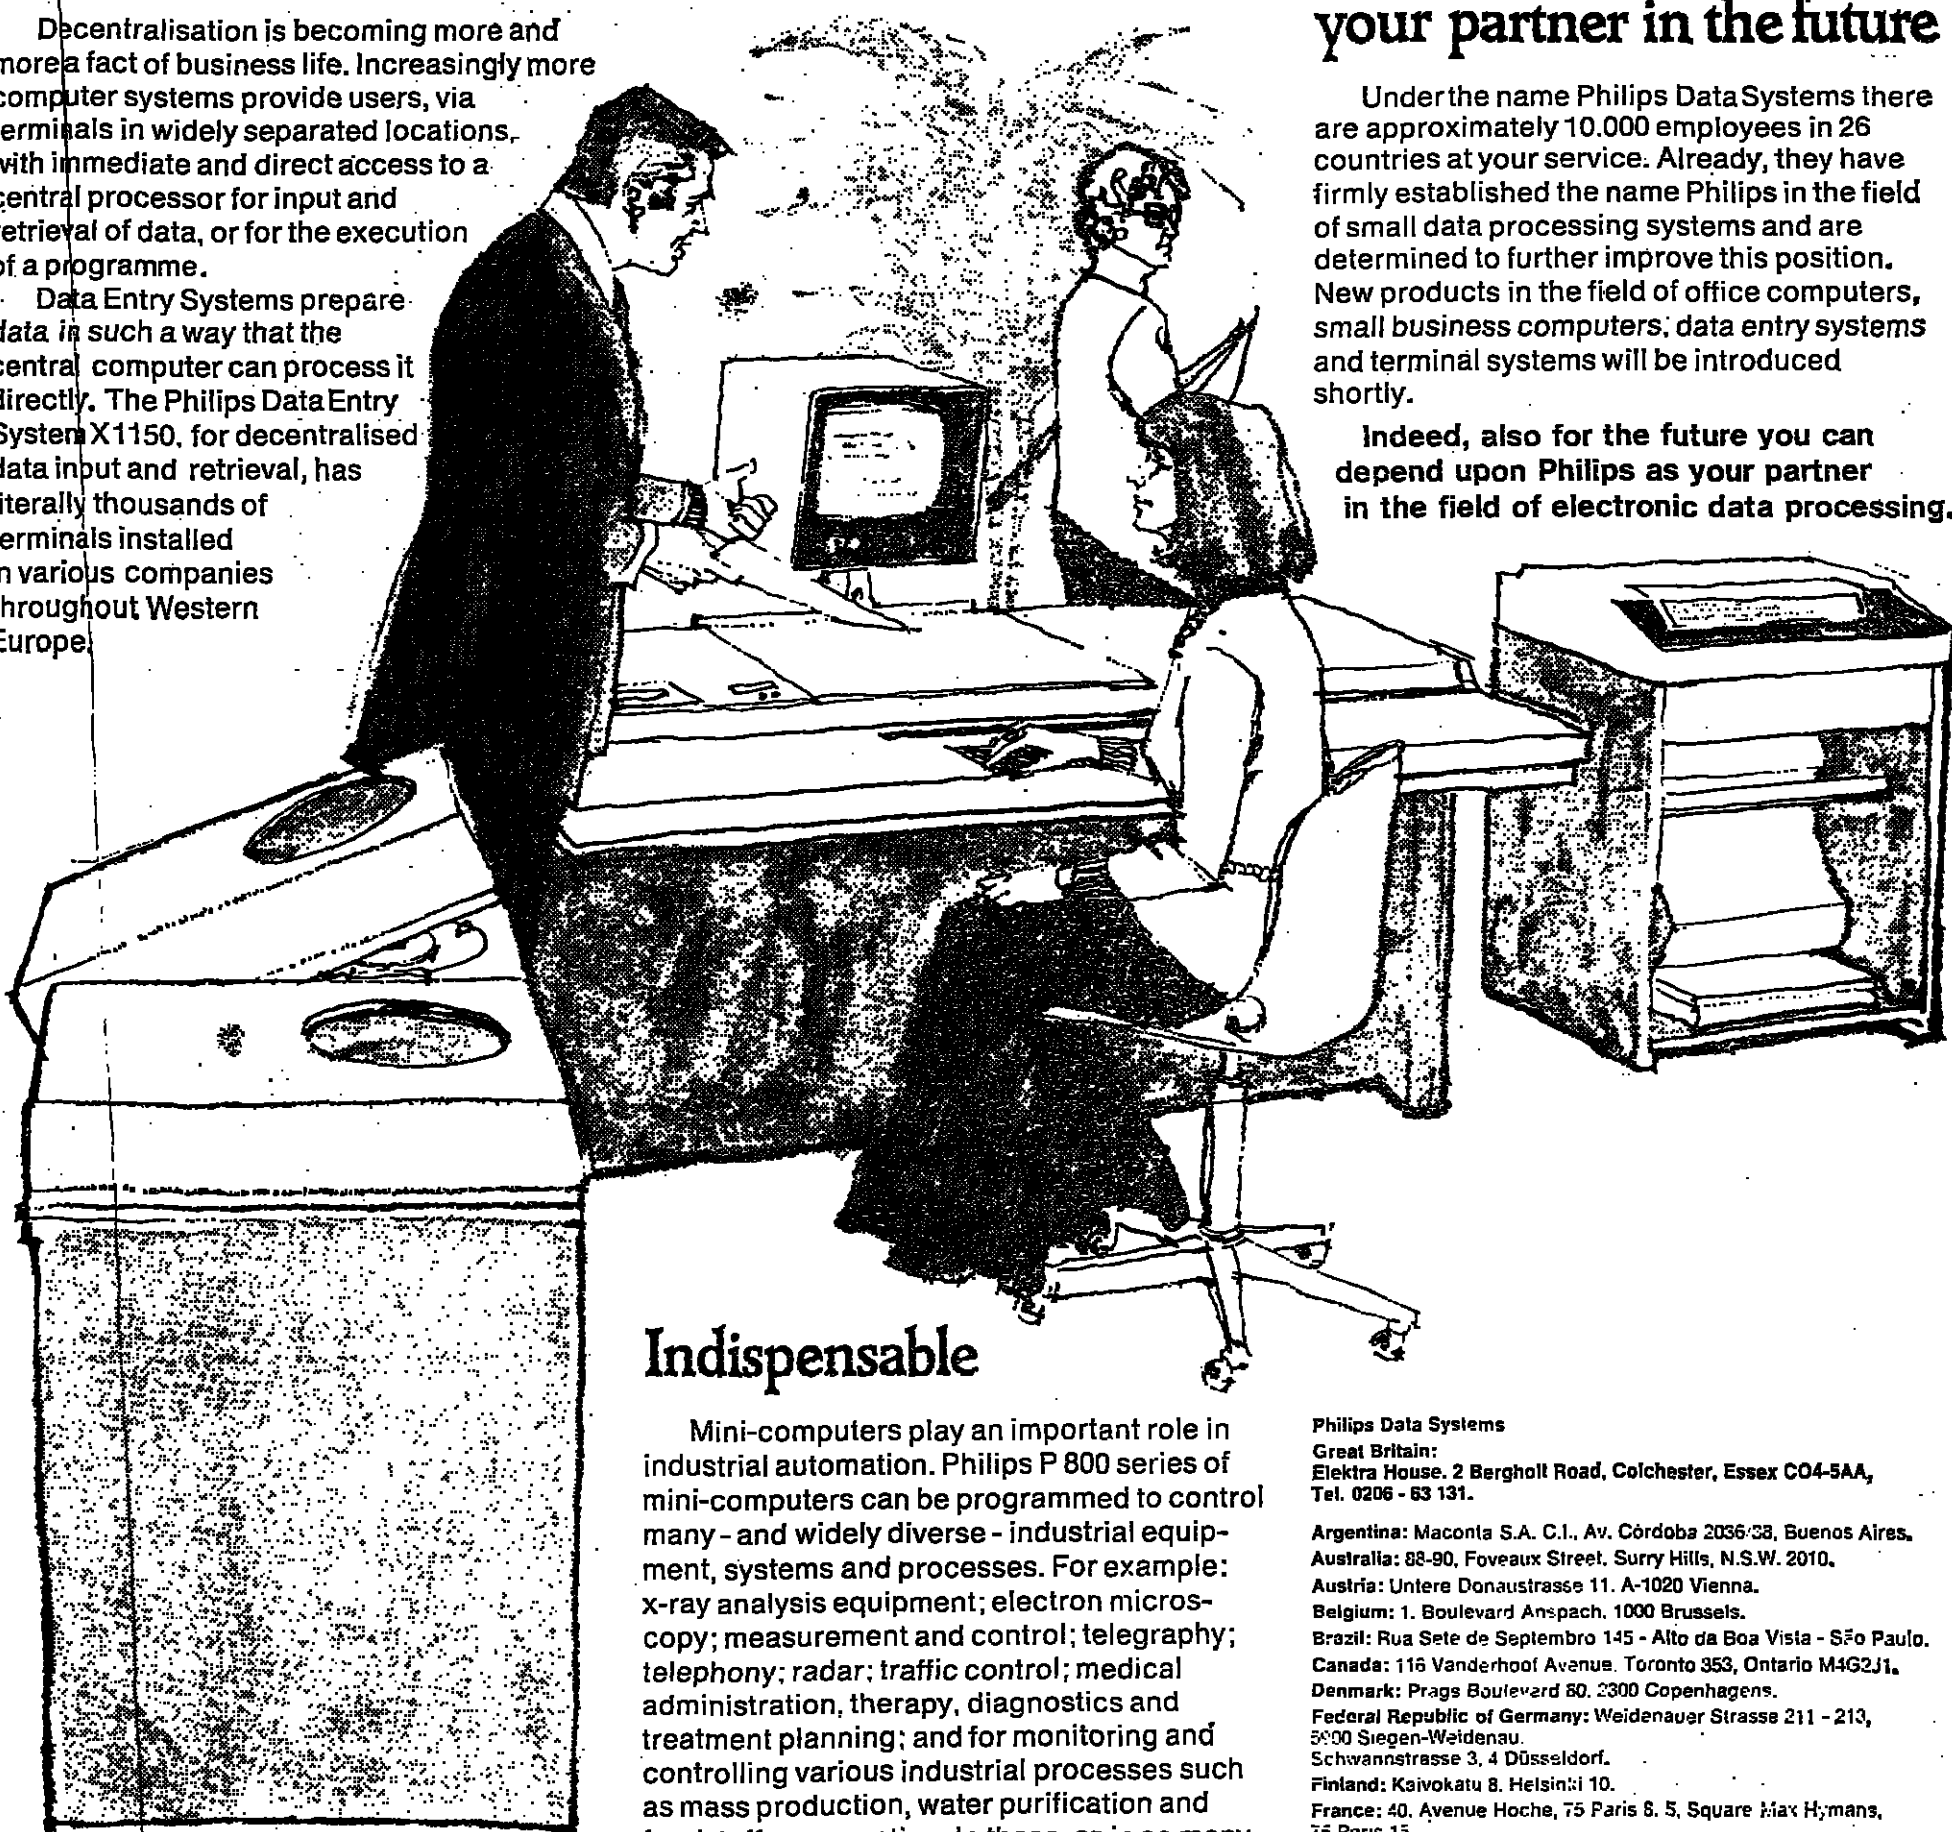 Decentralisation is becoming more and
more a fact of business life. Increasingly more
computer systems provide users, via
terminals in widely separated locations,
with immediate and direct access to a
central processor for input and
retrieval of data, or for the execution
of a programme.
Data Entry Systems prepare
data in such a way that the
central computer can process it
directly. The Philips Data Entry
System X1150, for decentralised
data input and retrieval, has
literally thousands of
terminals installed
in various companies
throughout Western
Europe.
your partner in the future
Under the name Philips Data Systems there
are approximately 10.000 employees in 26
countries at your service. Already, they have
firmly established the name Philips in the field
of small data processing systems and are
determined to further improve this position.
New products in the field of office computers,
small business computers, data entry systems
and terminal systems will be introduced
shortly.
Indeed, also for the future you can
depend upon Philips as your partner
in the field of electronic data processing.
Indispensable
Mini-computers play an important role in
industrial automation. Philips P 800 series of
mini-computers can be programmed to control
many - and widely diverse - industrial equip-
ment, systems and processes. For example:
x-ray analysis equipment; electron micros-
copy; measurement and control; telegraphy;
telephony; radar; traffic control; medical
administration, therapy, diagnostics and
treatment planning; and for monitoring and
controlling various industrial processes such
as mass production, water purification and
Philips Data Systems
Great Britain:
Elektra House. 2 Bergholt Road, Colchester, Essex CO4-5AA,
Tel. 0206 - 63 131.
Argentina: Maconta S.A. C.I., Av. Córdoba 2036/38, Buenos Aires.
Australia: 88-90, Foveaux Street, Surry Hills, N.S.W. 2010.
Austria: Untere Donaustrasse 11. A-1020 Vienna.
Belgium: 1. Boulevard Anspach. 1000 Brussels.
Brazil: Rua Sete de Septembro 145 - Alto da Boa Vista - São Paulo.
Canada: 116 Vanderhoof Avenue. Toronto 353, Ontario M4G2J1.
Denmark: Prags Boulevard 80. 2300 Copenhagens.
Federal Republic of Germany: Weidenauer Strasse 211 - 213,
Siegen-Weidenau.
Schwannstrasse 3, 4 Düsseldorf.
Finland: Kaivokatu 8. Helsinki 10.
France: 40. Avenue Hoche, 75 Paris 8. 5, Square Max Hymans,
75 Paris 15